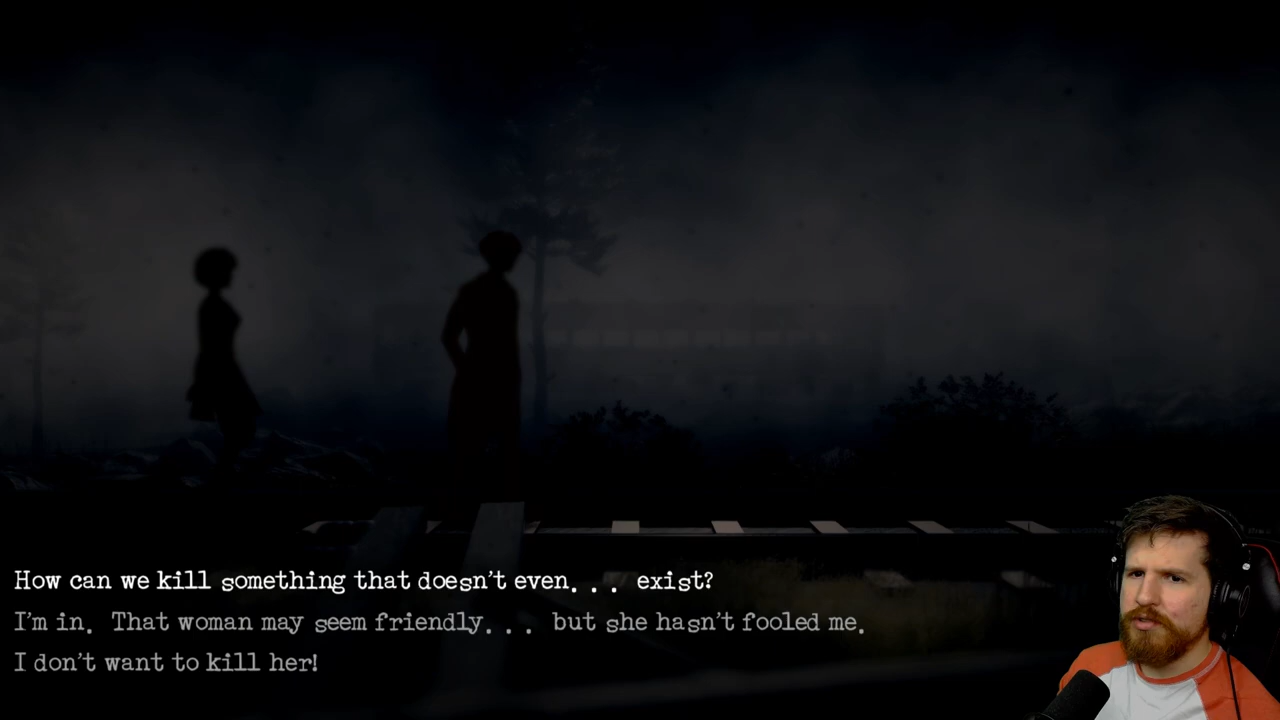 How can we kill something that doesn't even. . . exist?
I'm in. That woman may seem friendly. . . but she hasn't fooled me.
I don't want to kill her!